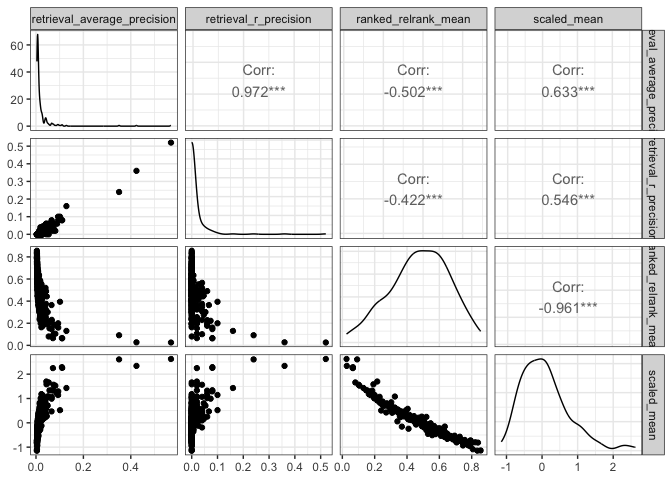 retrieval_average_precision retrieval_r_precision ranked_relrank_mean scaled_mean
60
40
20
0
Corr:
0.972***
Corr:
-0.502***
Corr:
0.633***
eval_average_preci
0.5
0.4
0.3
0.2
0.1
0.0
Corr:
-0.422***
Corr:
0.546***
etrieval_r_precision
0.8
0.6
0.4
0.2
0.0
Corr:
-0.961***
anked_relrank_mea
2
1
0
-1
scaled_mean
0.0 0.2 0.4
0.0 0.1 0.2 0.3 0.4 0.5
0.0 0.2 0.4 0.6 0.8
-1 0 1 2